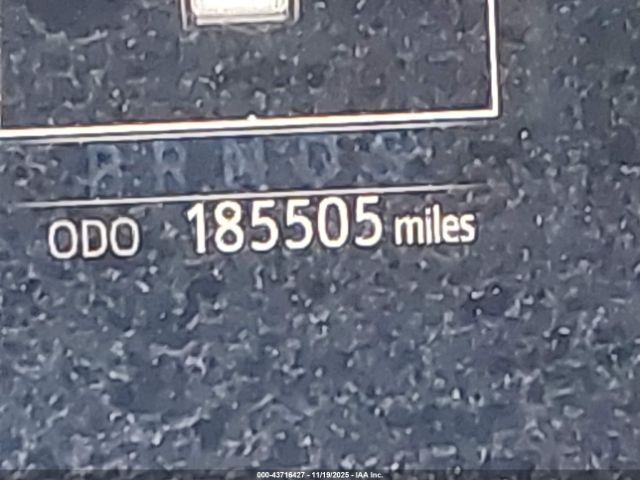 P R N D S
ODO 185505 miles
000-43716427 - 11/19/2025 - IAA Inc.